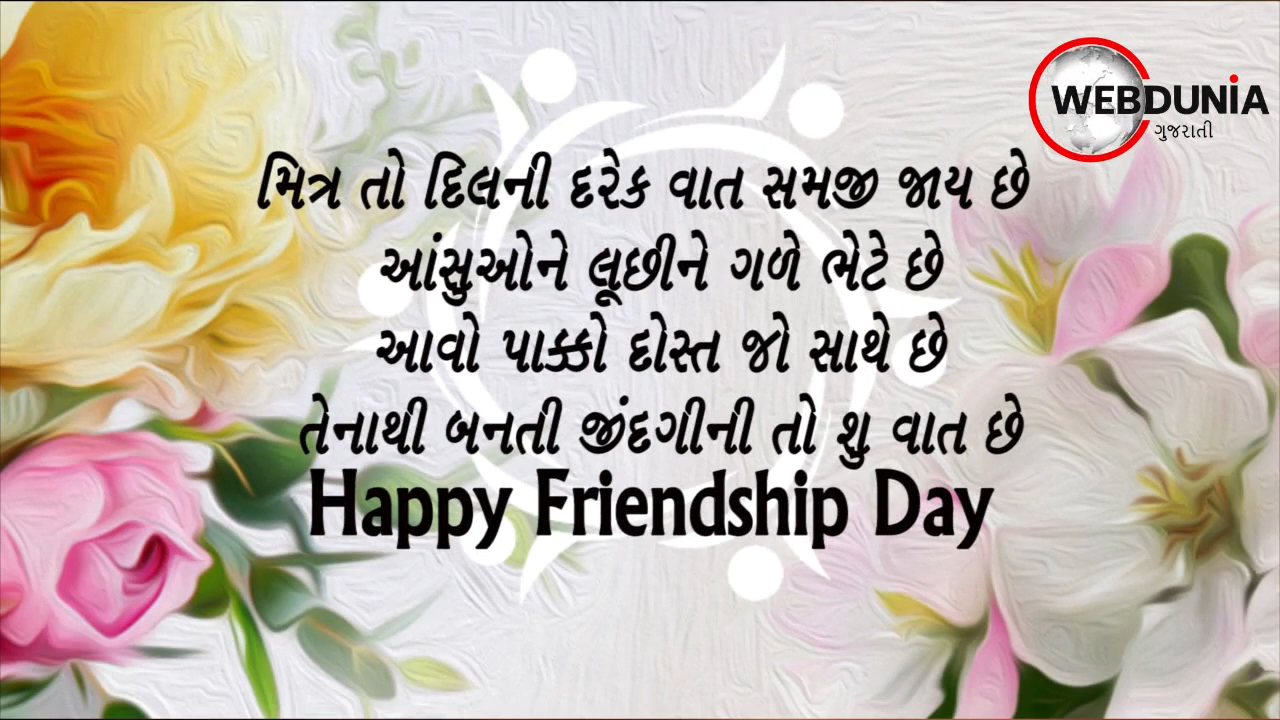 WEBDUNIA
ગુજરાતી
મિત્ર તો દિલની દરેક વાત સમજી જાય છે
આંસુઓને લૂછીને ગળે ભેટે છે
આવો પાક્કો દોસ્ત જો સાથે છે
તેનાથી બનતી જીંદગીની તો શુ વાત છે
Happy Friendship Day